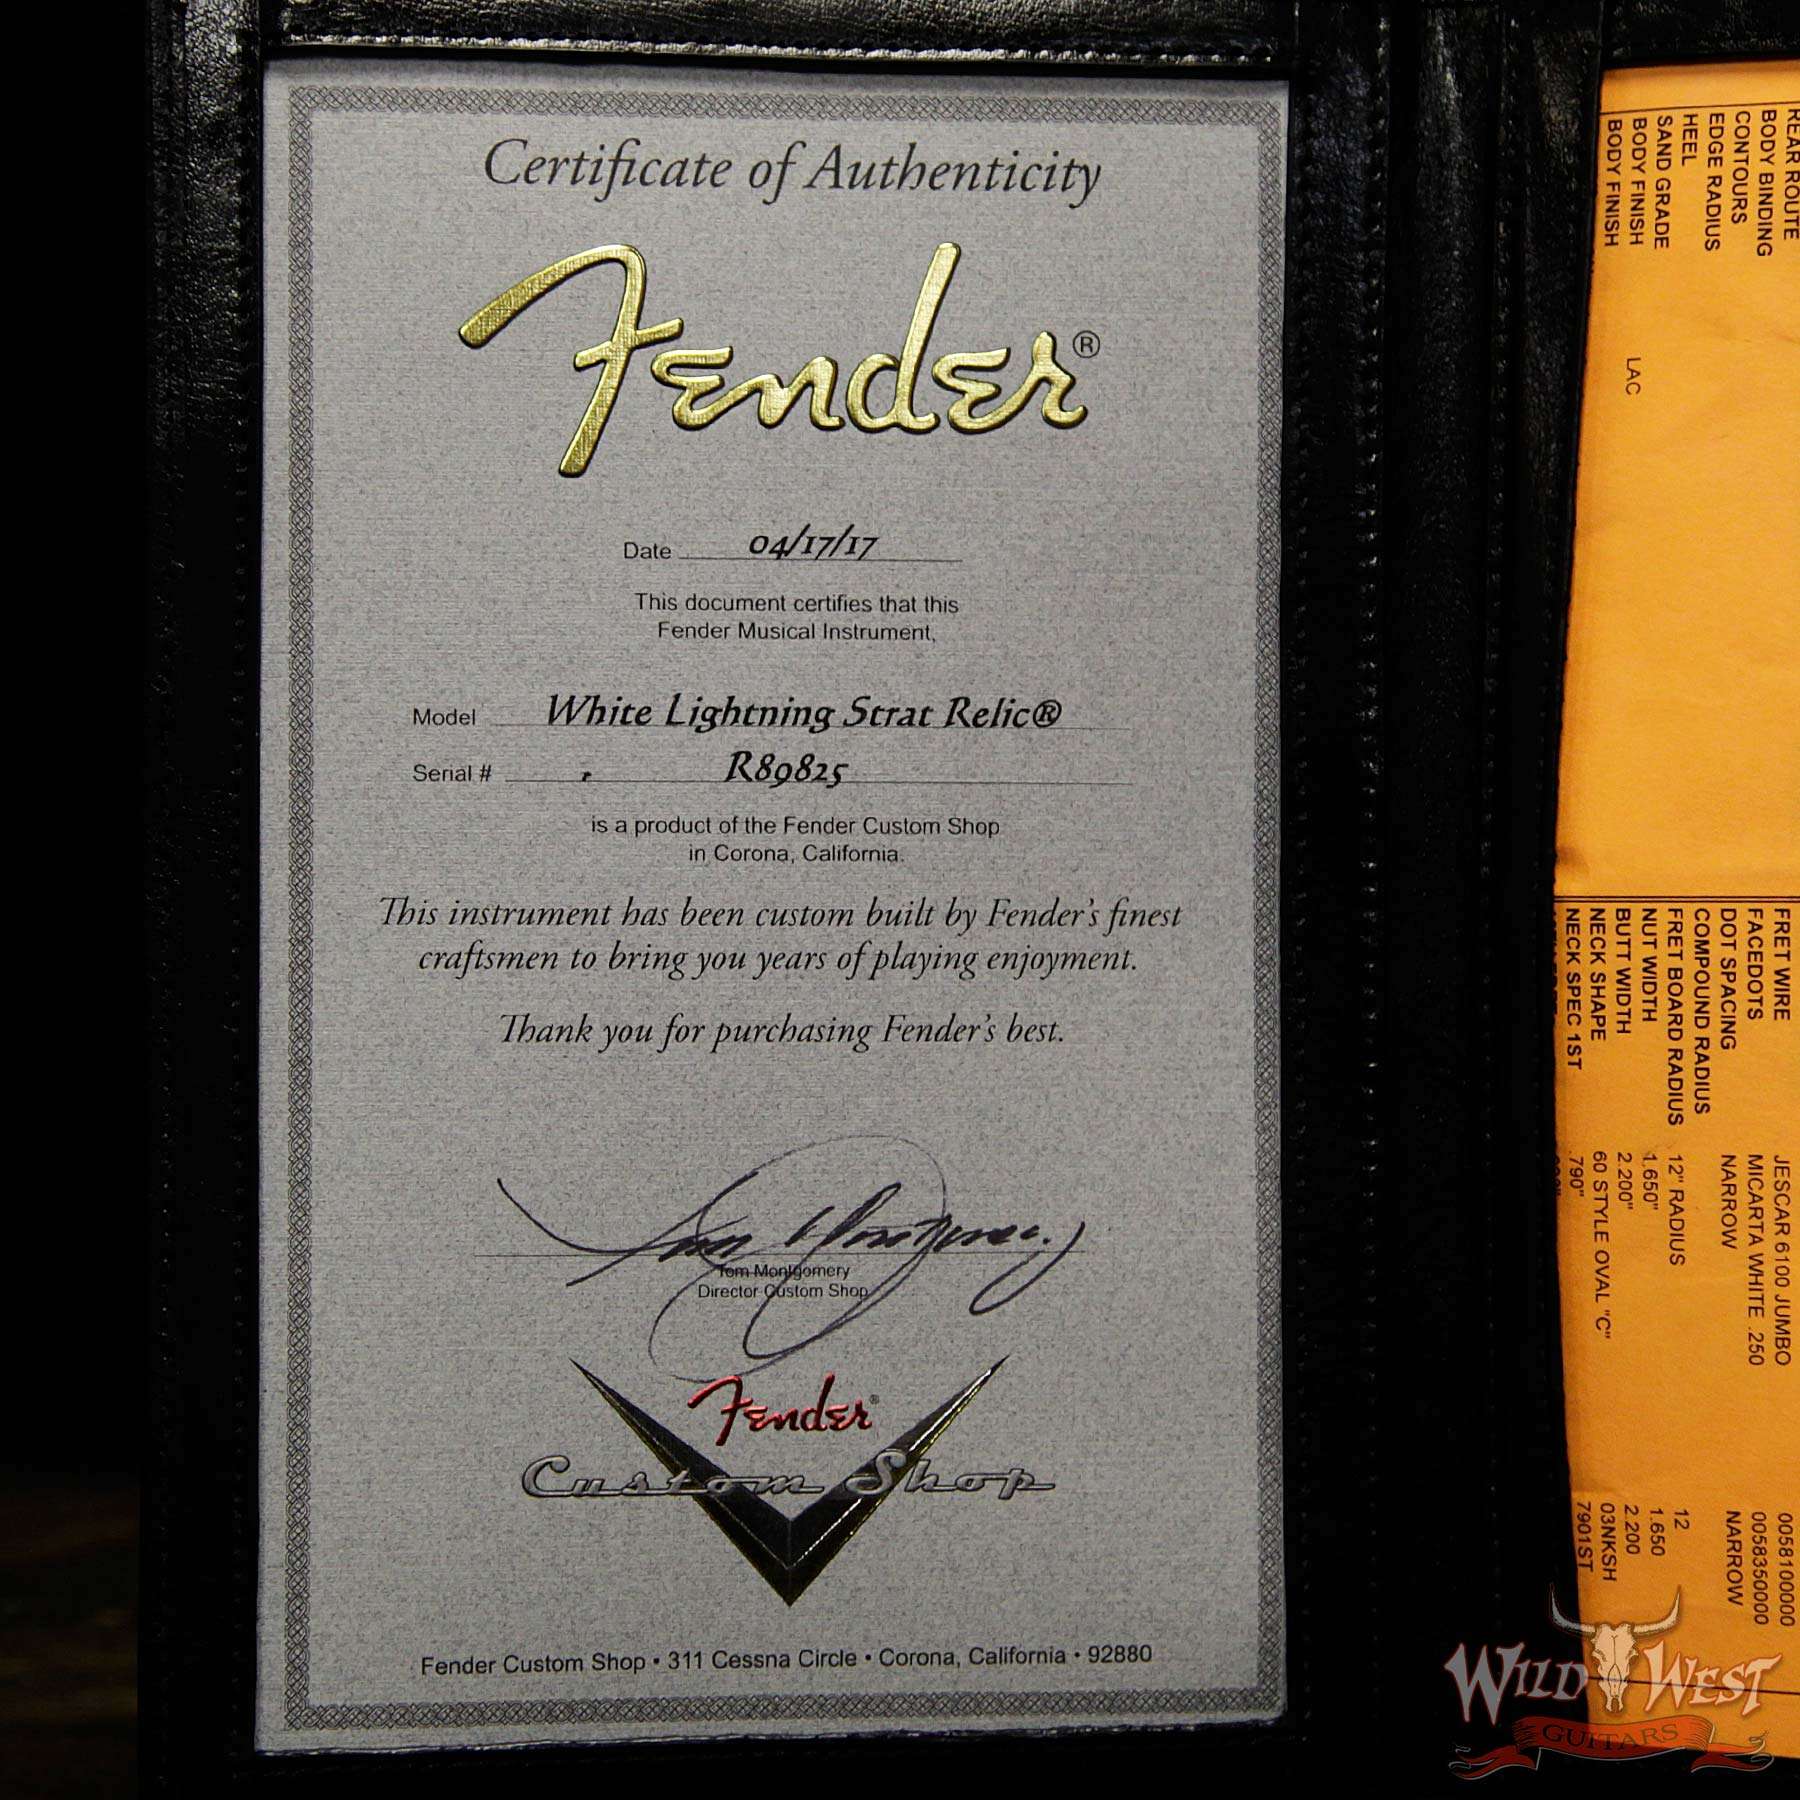 Certificate of Authenticity
Fender®
Date 04/17/17
This document certifies that this
Fender Musical Instrument,
Model White Lightning Strat Relic®
Serial # R89825
is a product of the Fender Custom Shop
in Corona, California.
This instrument has been custom built by Fender's finest
craftsmen to bring you years of playing enjoyment.
Thank you for purchasing Fender's best.
Tom Montgomery
Tom Montgomery
Director Custom Shop
Fender®
Custom Shop
Fender Custom Shop • 311 Cessna Circle • Corona, California • 92880
REAR ROUTE
BODY BINDING
CONTOURS
EDGE RADIUS
HEEL
SAND GRADE
BODY FINISH LAC
BODY FINISH
FRET WIRE JESCAR 6100 JUMBO 0058100000
FACEDOTS MICARTA WHITE .250 0058350000
DOT SPACING NARROW NARROW
COMPOUND RADIUS
FRET BOARD RADIUS 12" RADIUS 12
NUT WIDTH 1.650" 1.650
BUTT WIDTH 2.200" 2.200
NECK SHAPE 60 STYLE OVAL "C" 03NKSH
NECK SPEC 1ST .790" 7901ST
WILD WEST
GUITARS